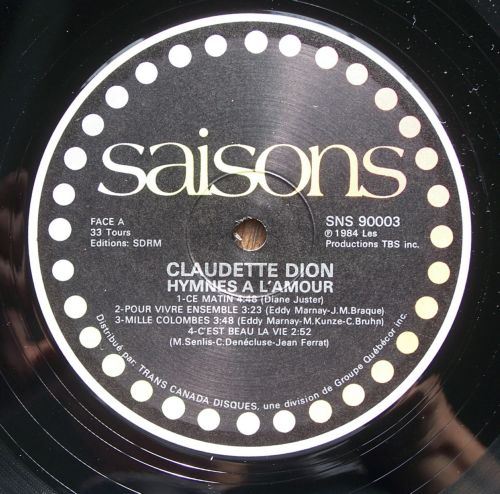 saisons
FACE A
33 Tours
Editions: SDRM
SNS 90003
℗ 1984 Les
Productions TBS inc.
CLAUDETTE DION
HYMNES A L'AMOUR
1-CE MATIN 4:48 (Diane Juster)
2-POUR VIVRE ENSEMBLE 3:23 (Eddy Marnay-J.M.Braque)
3-MILLE COLOMBES 3:48 (Eddy Marnay-M.Kunze-C.Bruhn)
4-C'EST BEAU LA VIE 2:52
(M.Senlis-C.Denécluse-Jean Ferrat)
Distribué par: TRANS CANADA DISQUES, une division de Groupe Québécor inc.